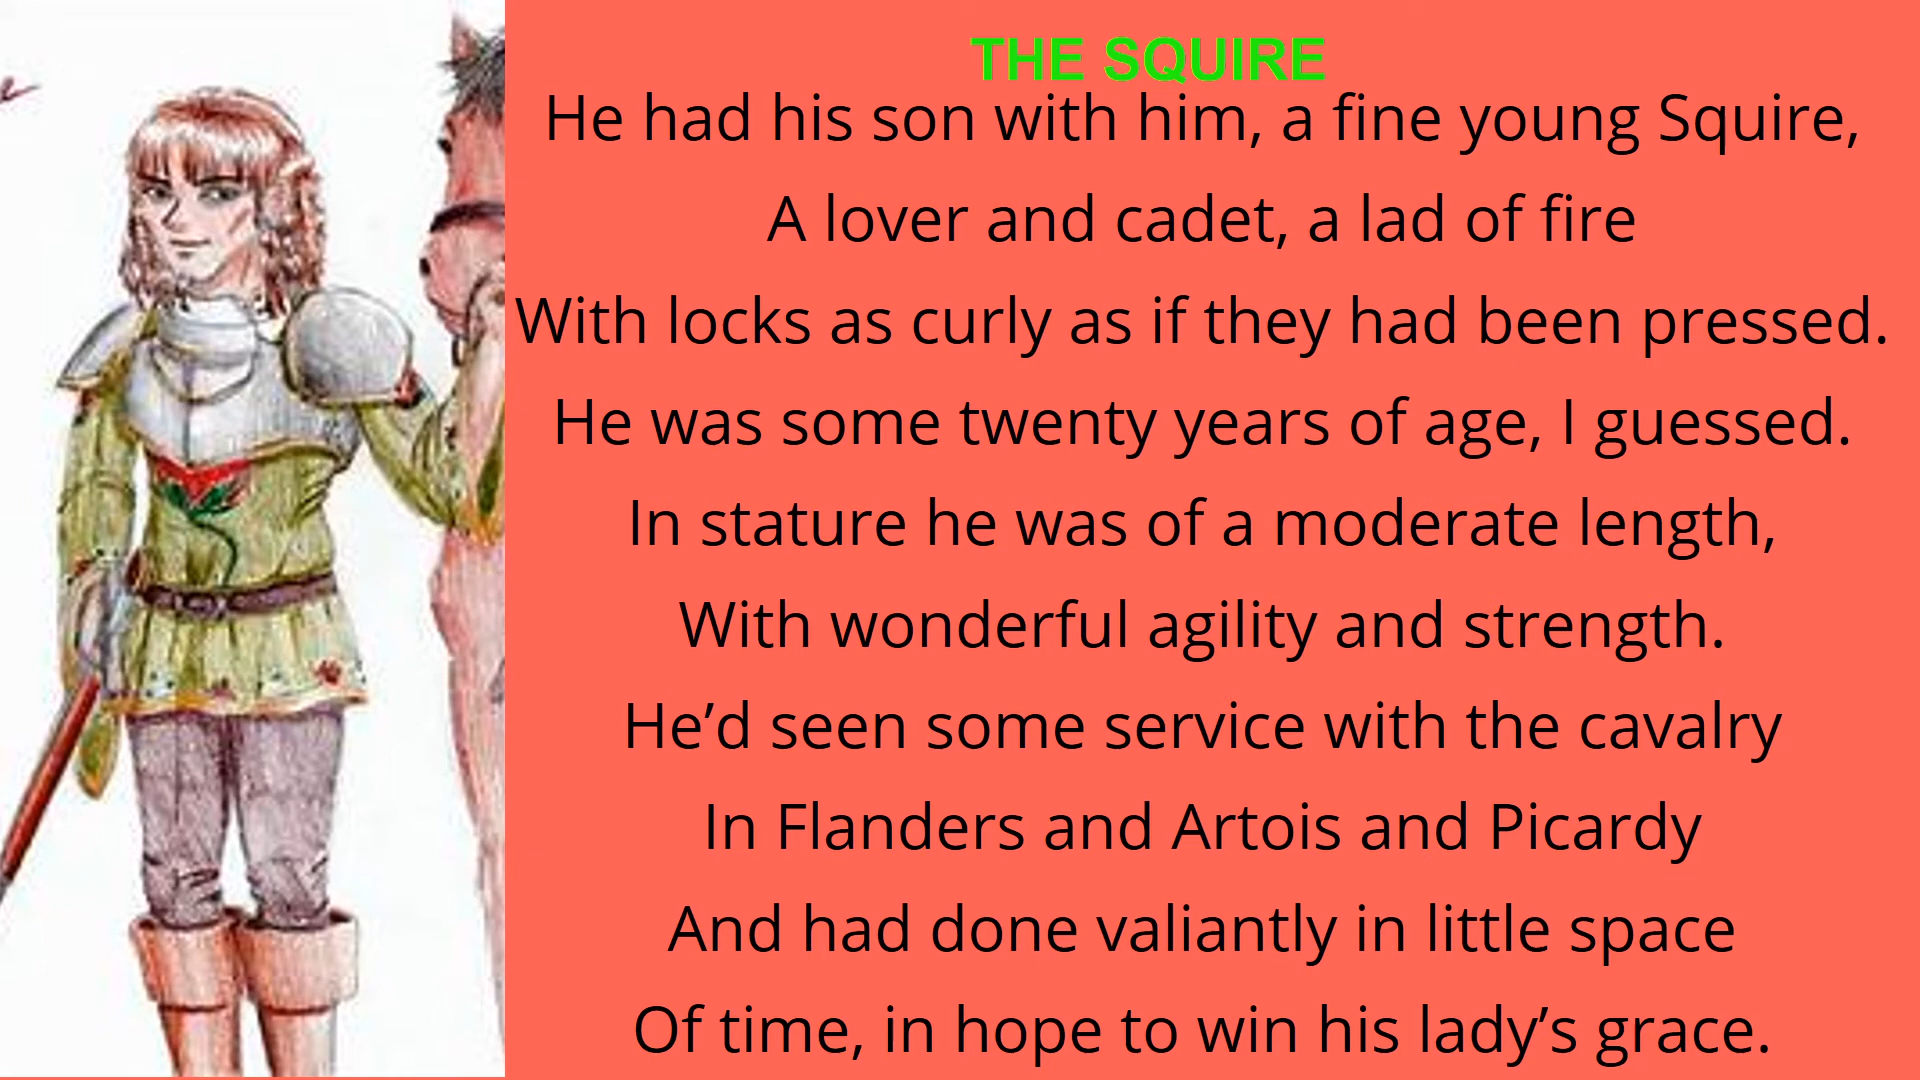 THE SQUIRE
He had his son with him, a fine young Squire,
A lover and cadet, a lad of fire
With locks as curly as if they had been pressed.
He was some twenty years of age, I guessed.
In stature he was of a moderate length,
With wonderful agility and strength.
He’d seen some service with the cavalry
In Flanders and Artois and Picardy
And had done valiantly in little space
Of time, in hope to win his lady’s grace.